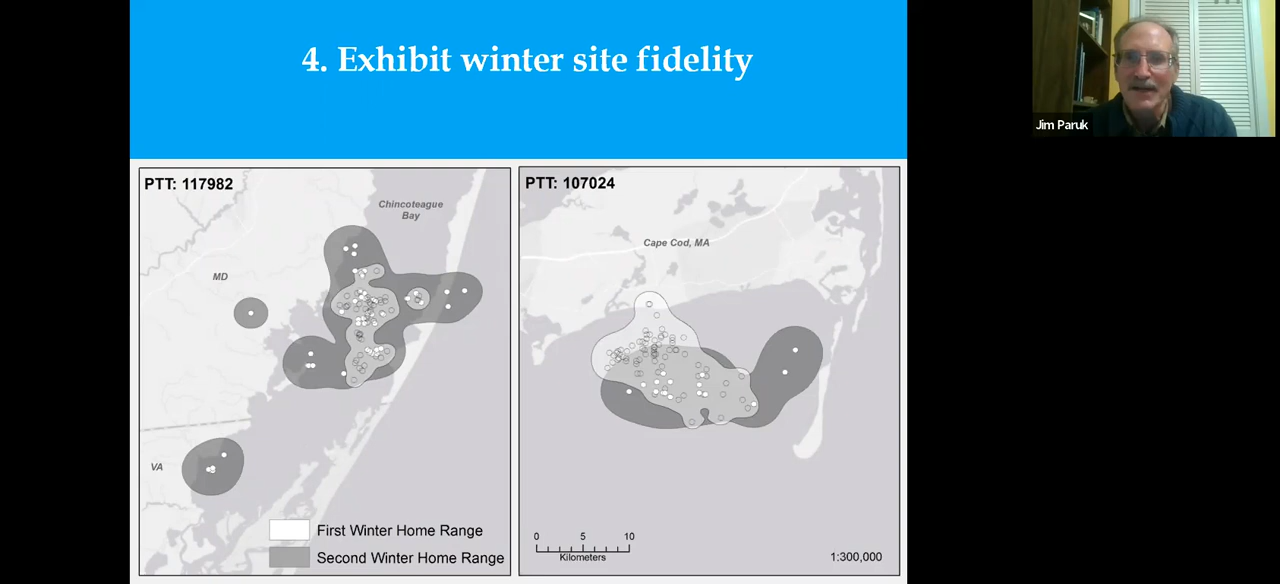 4. Exhibit winter site fidelity
Jim Paruk
PTT: 117982
Chincoteague
Bay
MD
VA
First Winter Home Range
Second Winter Home Range
PTT: 107024
Cape Cod, MA
0 5 10
Kilometers
1:300,000